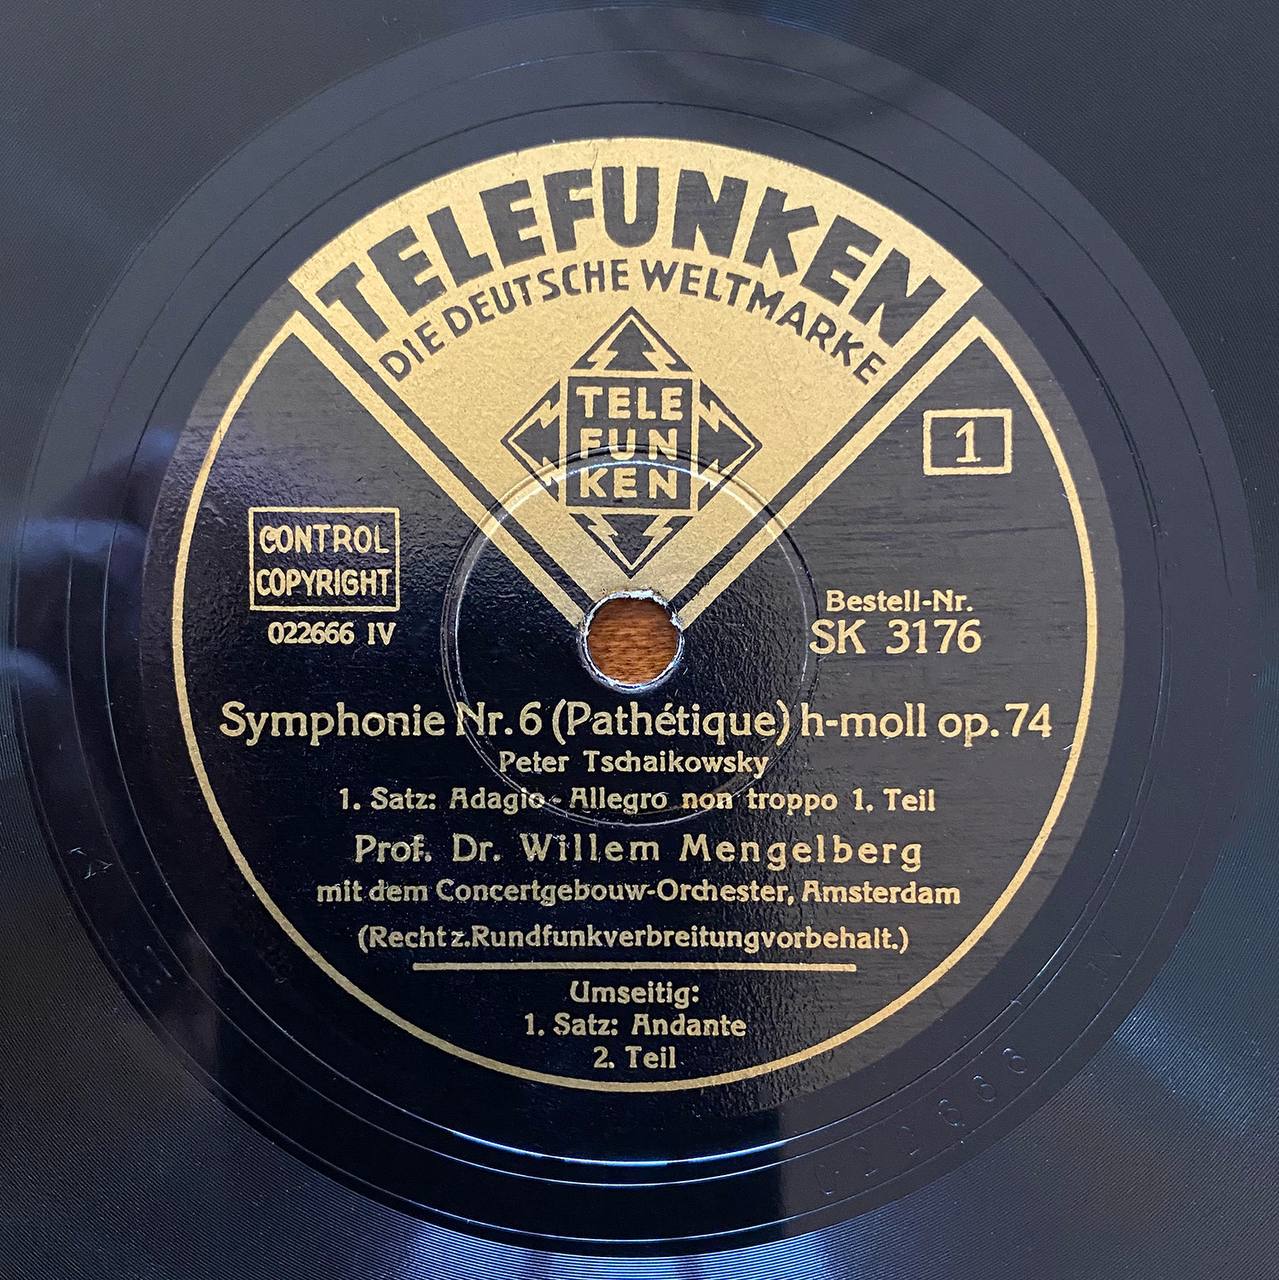 TELEFUNKEN
DIE DEUTSCHE WELTMARKE
TELE
FUN
KEN
1
CONTROL
COPYRIGHT
022666 IV
Bestell-Nr.
SK 3176
Symphonie Nr. 6 (Pathétique) h-moll op. 74
Peter Tschaikowsky
1. Satz: Adagio - Allegro non troppo 1. Teil
Prof. Dr. Willem Mengelberg
mit dem Concertgebouw-Orchester, Amsterdam
(Recht z. Rundfunkverbreitung vorbehalt.)
Umseitig:
1. Satz: Andante
2. Teil